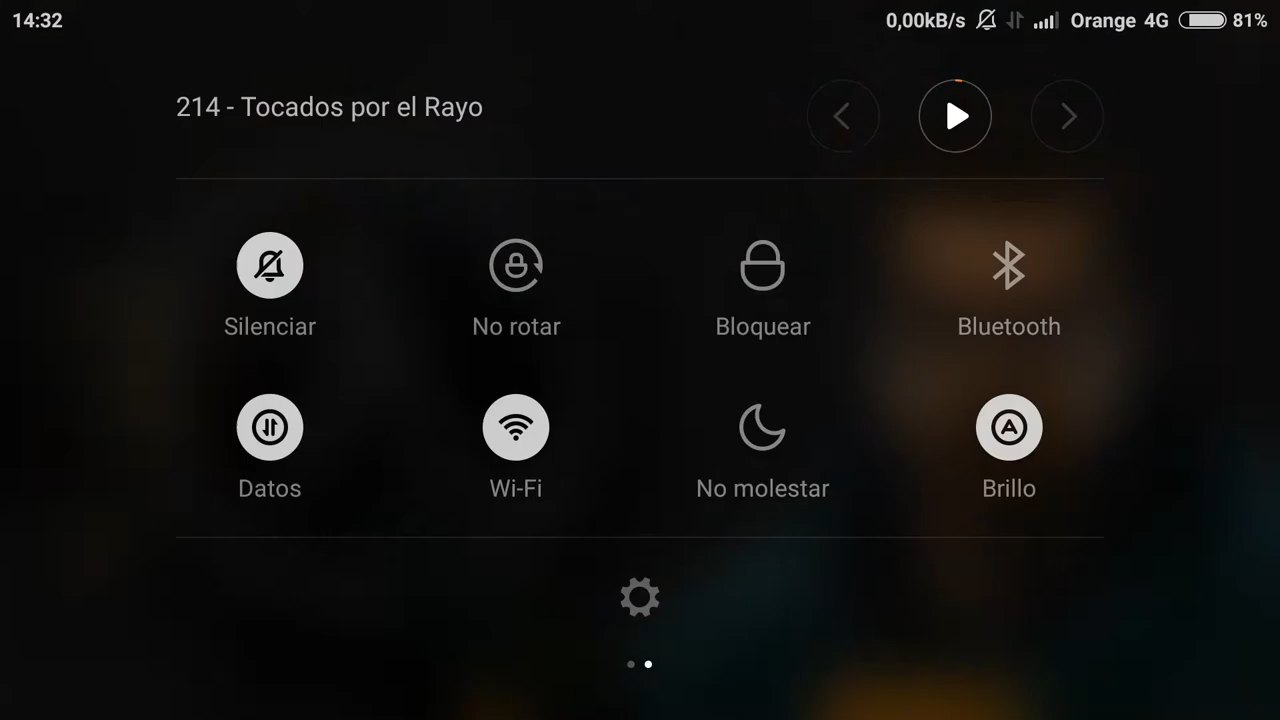 14:32
0,00kB/s Orange 4G 81%
214 - Tocados por el Rayo
Silenciar No rotar Bloquear Bluetooth
Datos Wi-Fi No molestar Brillo